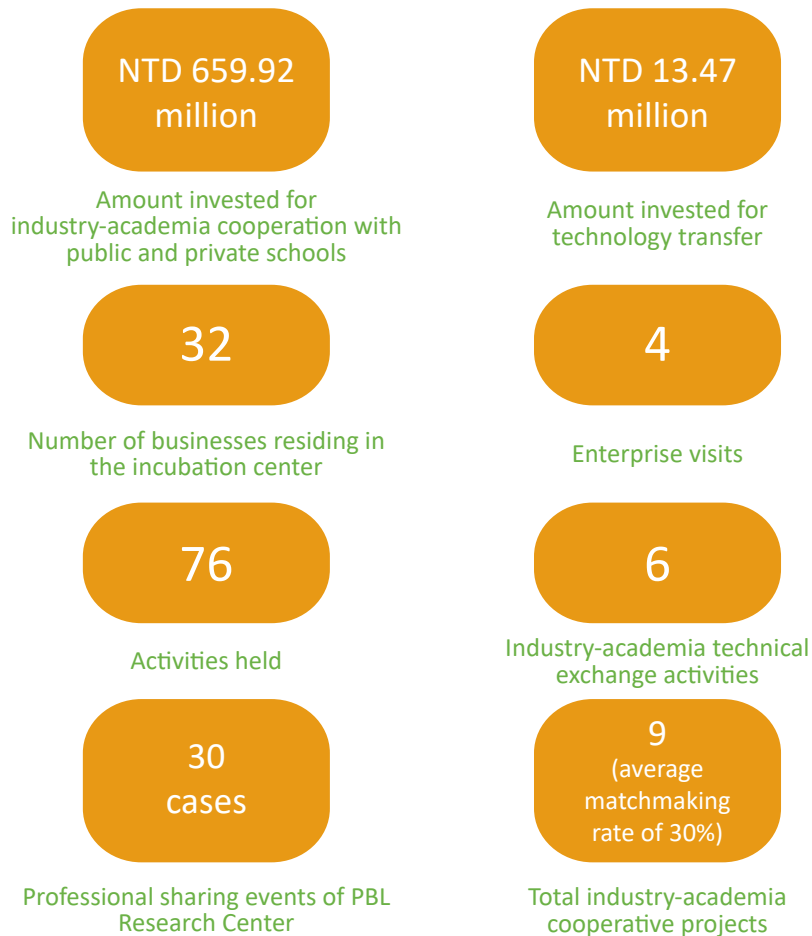 NTD 659.92
million
Amount invested for
industry-academia cooperation with
public and private schools
NTD 13.47
million
Amount invested for
technology transfer
32
Number of businesses residing in
the incubation center
4
Enterprise visits
76
Activities held
6
Industry-academia technical
exchange activities
30
cases
Professional sharing events of PBL
Research Center
9
(average
matchmaking
rate of 30%)
Total industry-academia
cooperative projects